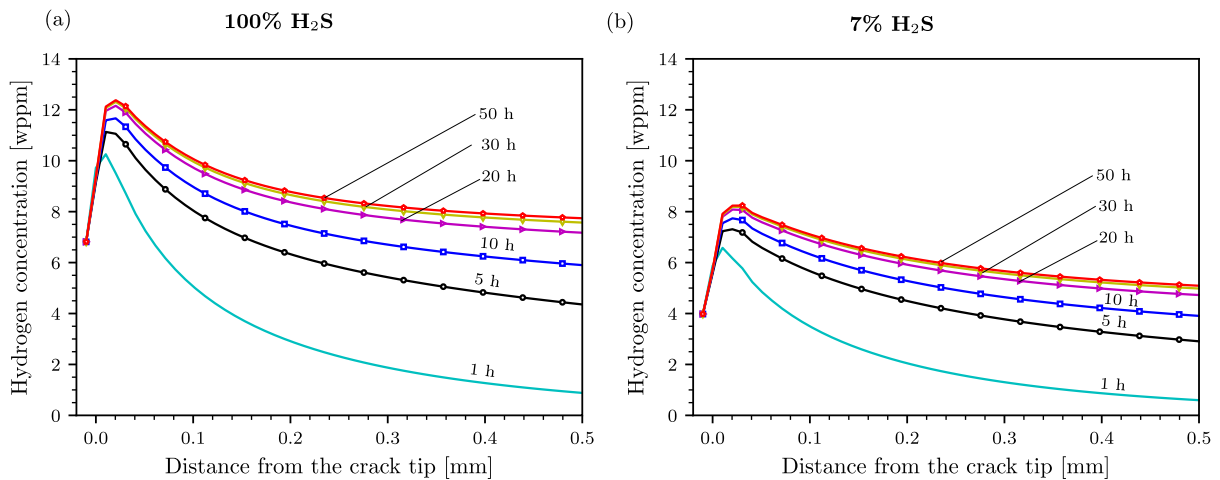 (a)
100% H₂S
14
12
10
8
6
4
2
0
Hydrogen concentration [wppm]
50 h
30 h
20 h
10 h
5 h
1 h
0.0 0.1 0.2 0.3 0.4 0.5
Distance from the crack tip [mm]
(b)
7% H₂S
14
12
10
8
6
4
2
0
Hydrogen concentration [wppm]
50 h
30 h
20 h
10 h
5 h
1 h
0.0 0.1 0.2 0.3 0.4 0.5
Distance from the crack tip [mm]